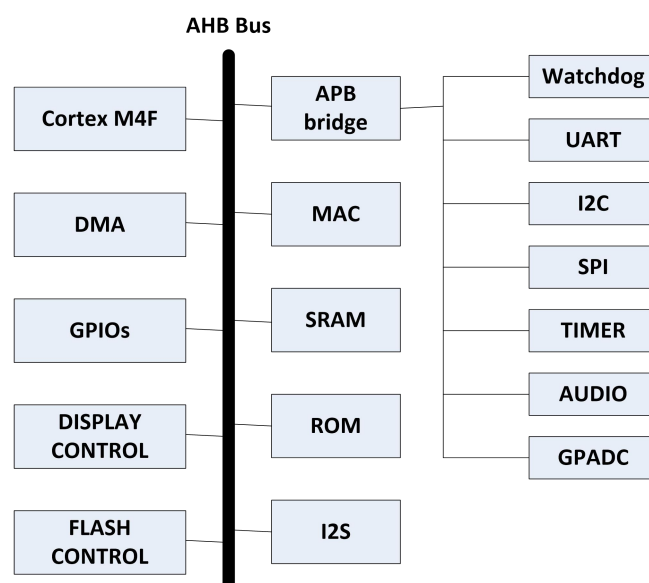 AHB Bus
Cortex M4F
DMA
GPIOs
DISPLAY
CONTROL
FLASH
CONTROL
APB
bridge
MAC
SRAM
ROM
I2S
Watchdog
UART
I2C
SPI
TIMER
AUDIO
GPADC